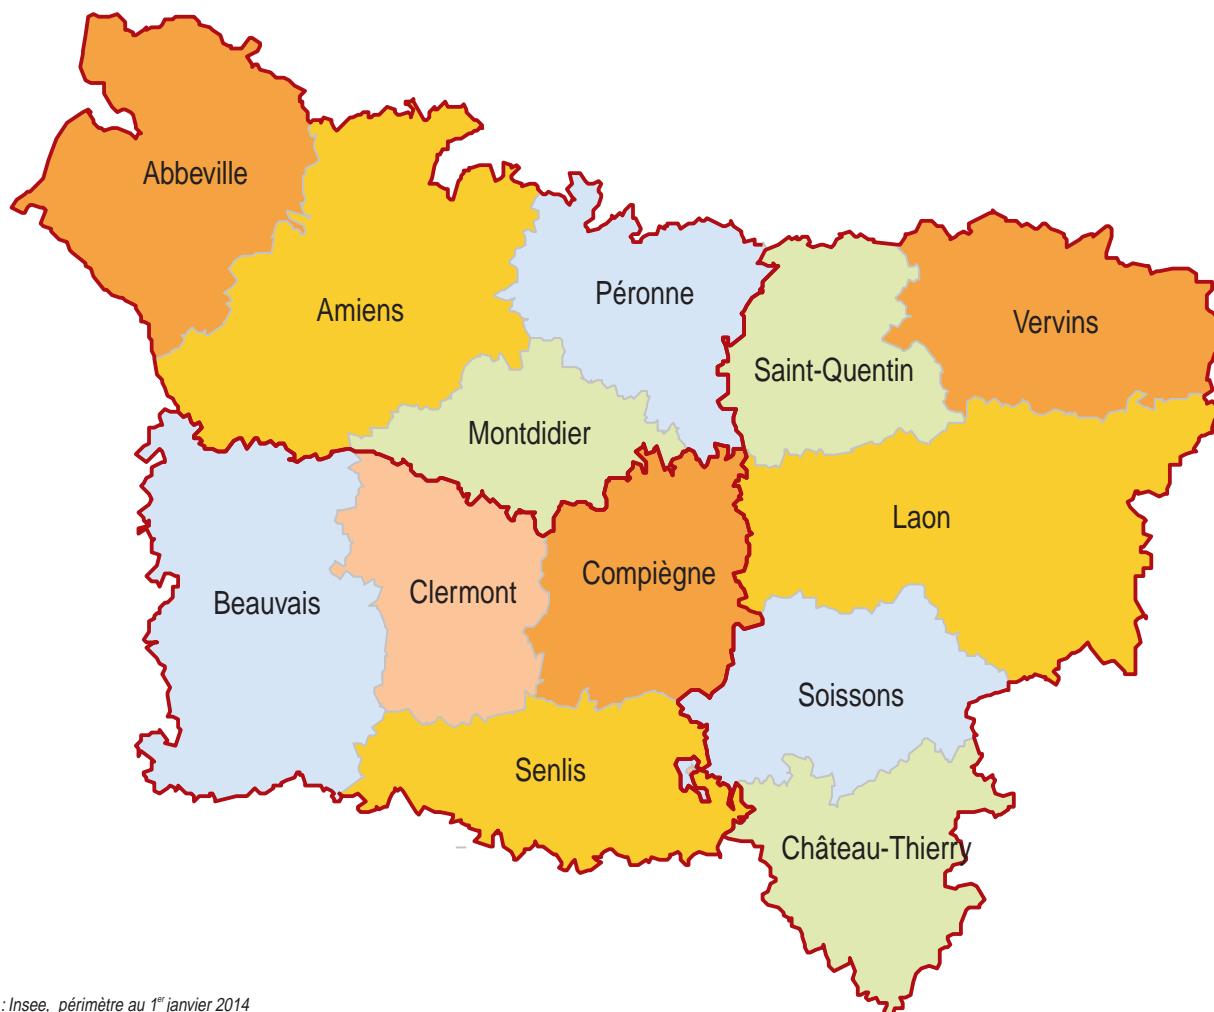 Abbeville
Amiens
Péronne
Vervins
Saint-Quentin
Montdidier
Laon
Compiègne
Clermont
Beauvais
Soissons
Senlis
Château-Thierry
: Insee, périmètre au 1er janvier 2014